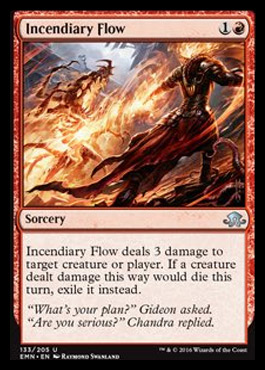 Incendiary Flow 1
Sorcery
Incendiary Flow deals 3 damage to
target creature or player. If a creature
dealt damage this way would die this
turn, exile it instead.
"What's your plan?" Gideon asked.
"Are you serious?" Chandra replied.
133/205 U
EMN • EN RAYMOND SWANLAND ™ & © 2016 Wizards of the Coast